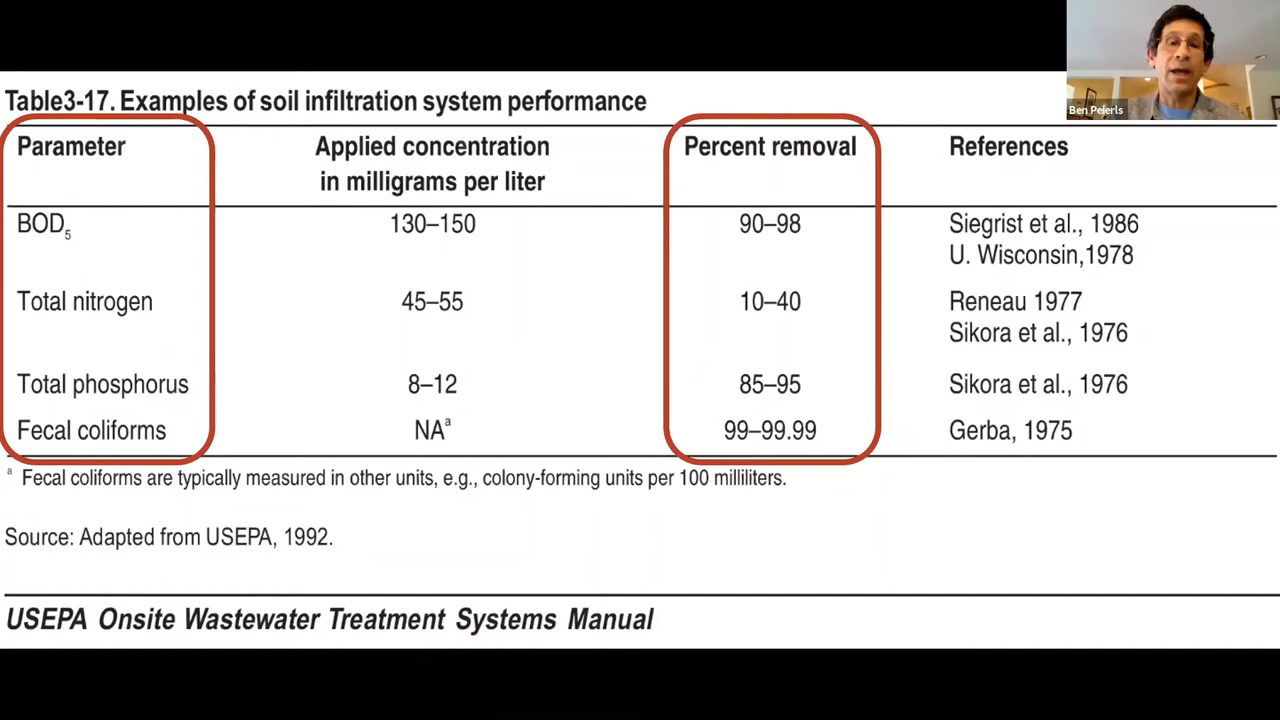 Ben Peierls
Table3-17. Examples of soil infiltration system performance
Parameter Applied concentration in milligrams per liter Percent removal References
BOD5 130–150 90–98 Siegrist et al., 1986
U. Wisconsin,1978
Total nitrogen 45–55 10–40 Reneau 1977
Sikora et al., 1976
Total phosphorus 8–12 85–95 Sikora et al., 1976
Fecal coliforms NAa 99–99.99 Gerba, 1975
a Fecal coliforms are typically measured in other units, e.g., colony-forming units per 100 milliliters.
Source: Adapted from USEPA, 1992.
USEPA Onsite Wastewater Treatment Systems Manual